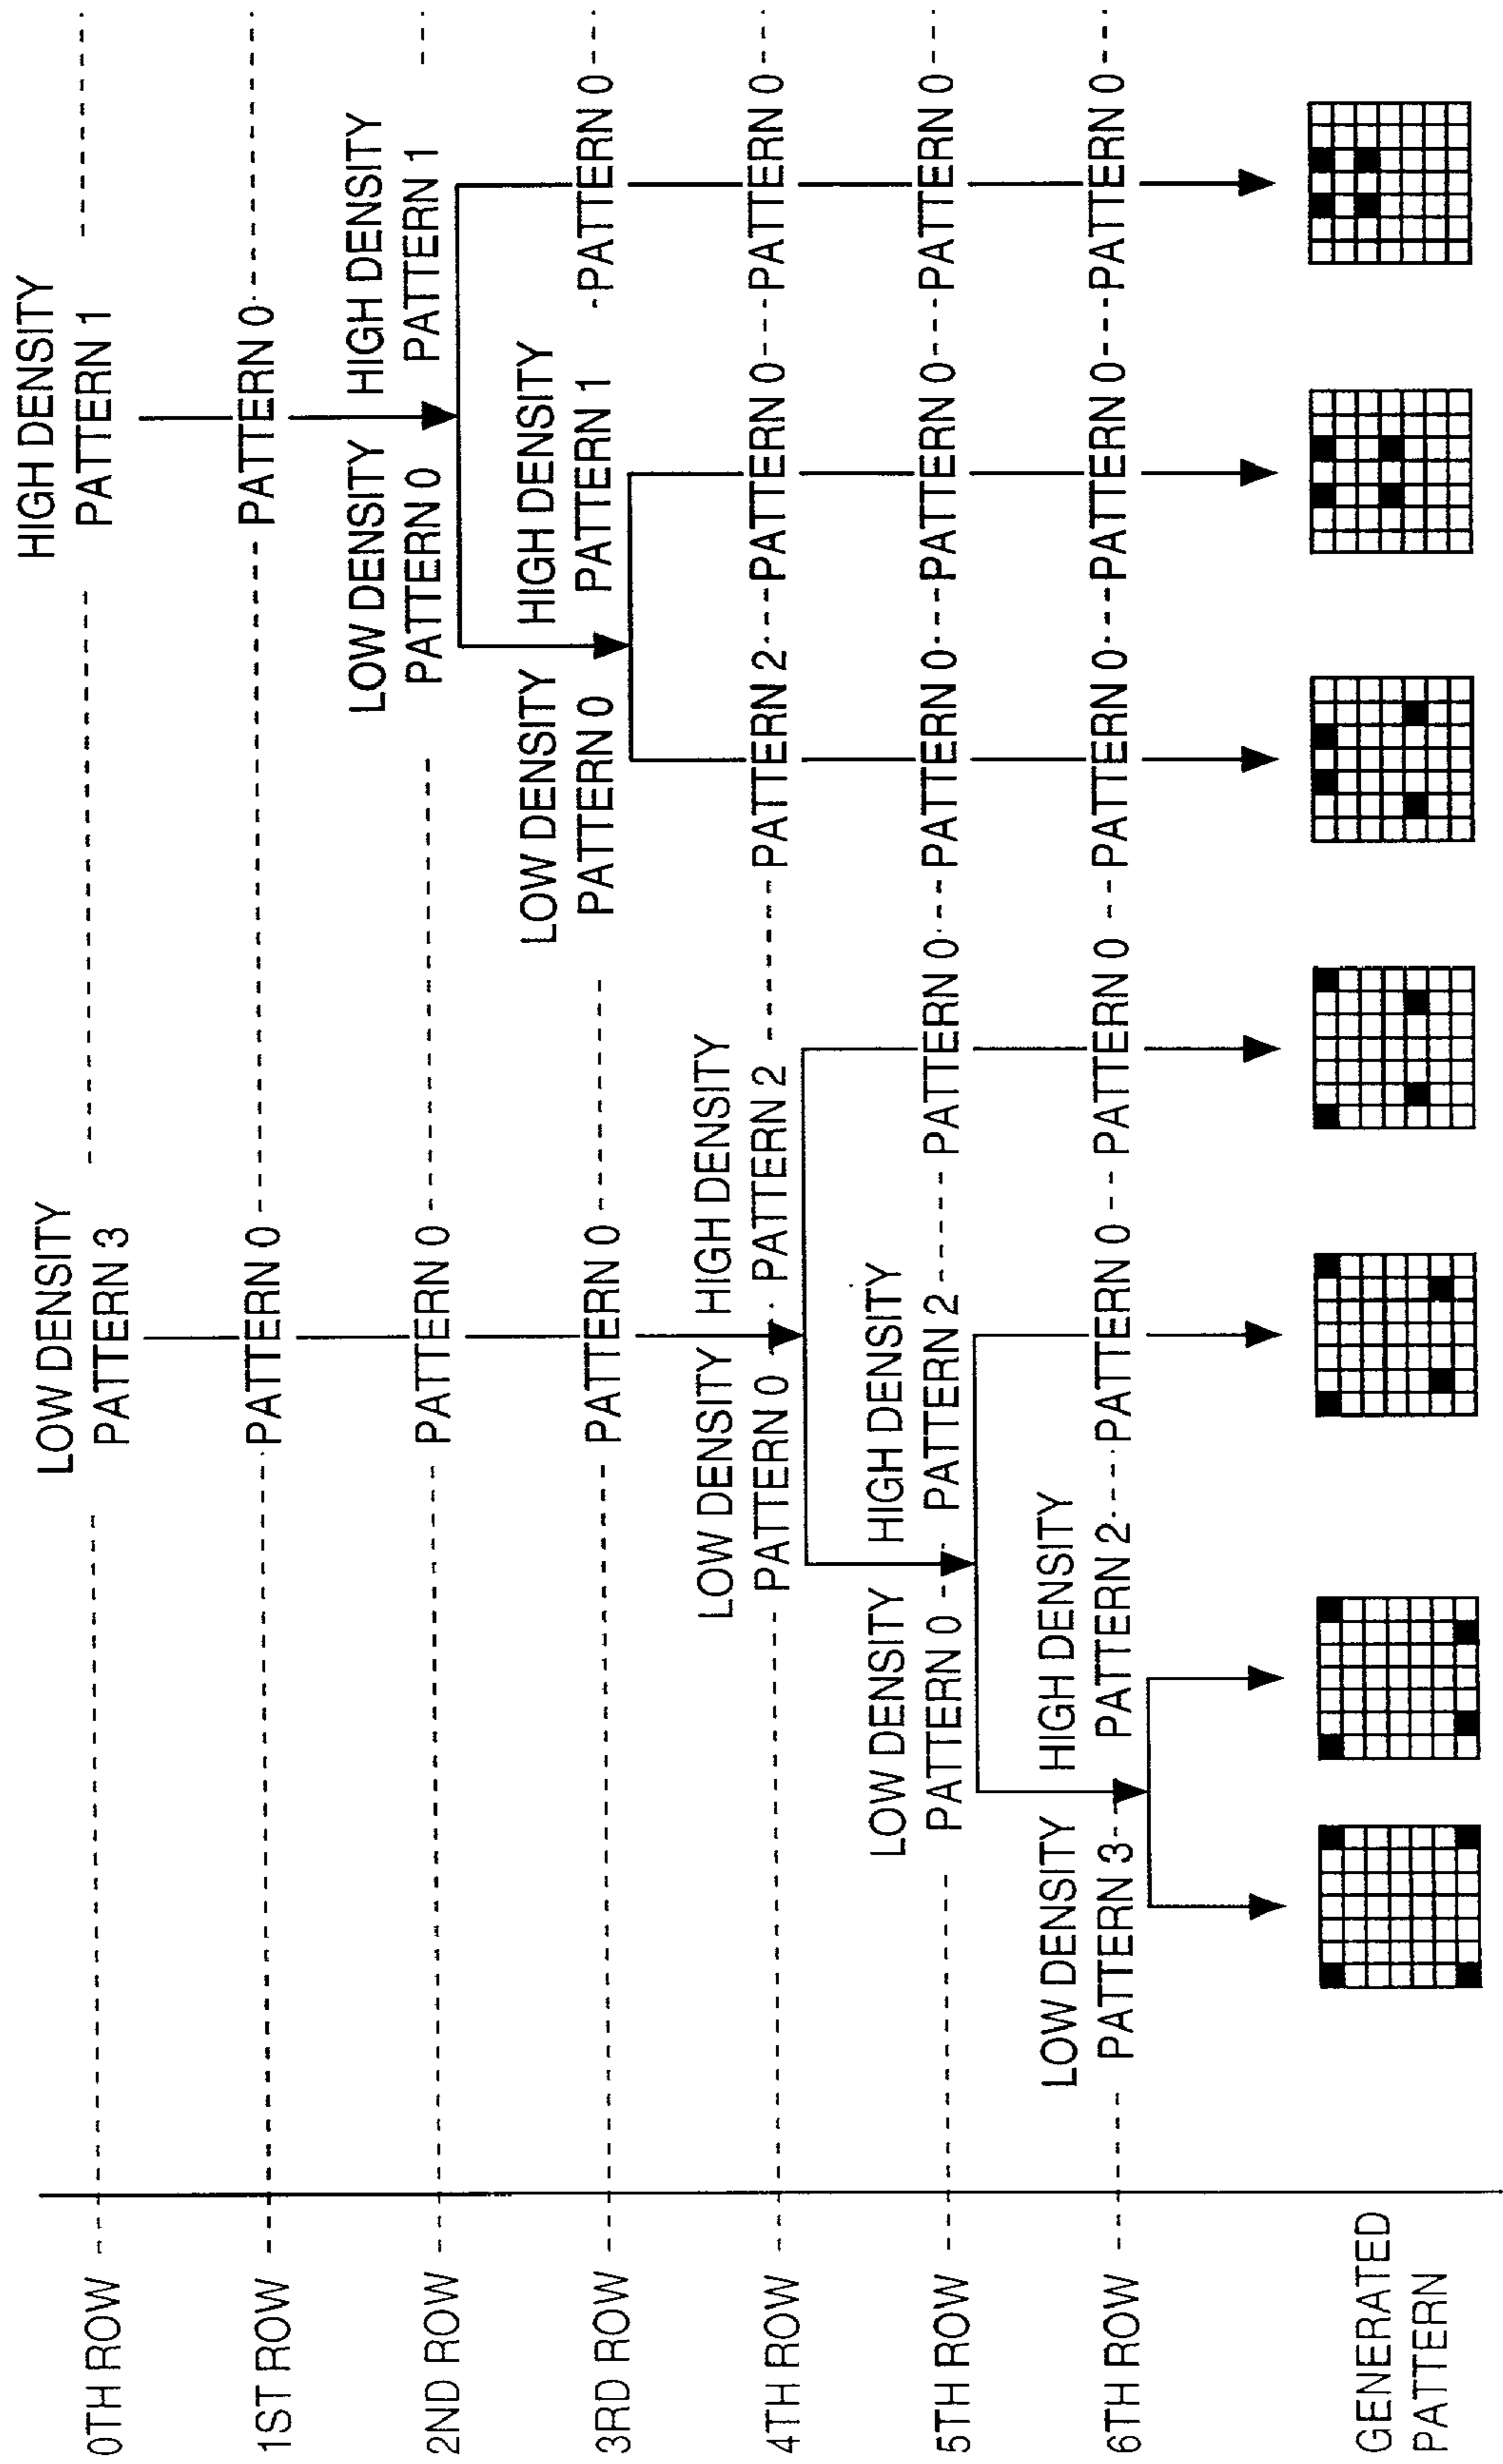 LOW DENSITY HIGH DENSITY
0TH ROW PATTERN 3 PATTERN 1
1ST ROW PATTERN 0 PATTERN 0
LOW DENSITY HIGH DENSITY
2ND ROW PATTERN 0 PATTERN 0 PATTERN 1
LOW DENSITY HIGH DENSITY
3RD ROW PATTERN 0 PATTERN 0 PATTERN 1 PATTERN 0
LOW DENSITY HIGH DENSITY
4TH ROW PATTERN 0 PATTERN 2 PATTERN 2 PATTERN 0 PATTERN 0
LOW DENSITY HIGH DENSITY
5TH ROW PATTERN 0 PATTERN 2 PATTERN 0 PATTERN 0 PATTERN 0 PATTERN 0
LOW DENSITY HIGH DENSITY
6TH ROW PATTERN 3 PATTERN 2 PATTERN 0 PATTERN 0 PATTERN 0 PATTERN 0 PATTERN 0
GENERATED
PATTERN